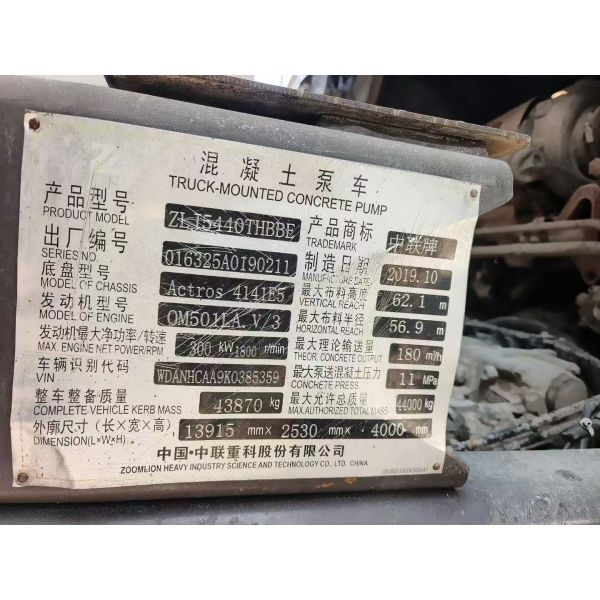 混凝土泵车
TRUCK-MOUNTED CONCRETE PUMP
产品型号 ZLJ5440THBBE 产品商标 中联牌
PRODUCT MODEL TRADEMARK
出厂编号 016325A0190211 制造日期 2019.10
SERIES NO. MANUFACTURE DATE
底盘型号 Actros 4141E5 最大布料高度 62.1 m
MODEL OF CHASSIS VERTICAL REACH
发动机型号 OM501LA.V/3 最大布料半径 56.9 m
MODEL OF ENGINE HORIZONTAL REACH
发动机最大净功率/转速 300 kW 1800 r/min 最大理论输送量 180 m³/h
MAX. ENGINE NET POWER/RPM THEOR. CONCRETE OUTPUT
车辆识别代码 WDANHCAA9K0385359 最大泵送混凝土压力 11 MPa
VIN CONCRETE PRESS.
整车整备质量 43870 kg 最大允许总质量 44000 kg
COMPLETE VEHICLE KERB MASS MAX.AUTHORIZED TOTAL MASS
外廓尺寸（长×宽×高） 13915 mm× 2530 mm× 4000 mm
DIMENSION(L×W×H)
中国·中联重科股份有限公司
ZOOMLION HEAVY INDUSTRY SCIENCE AND TECHNOLOGY CO., LTD. CHINA